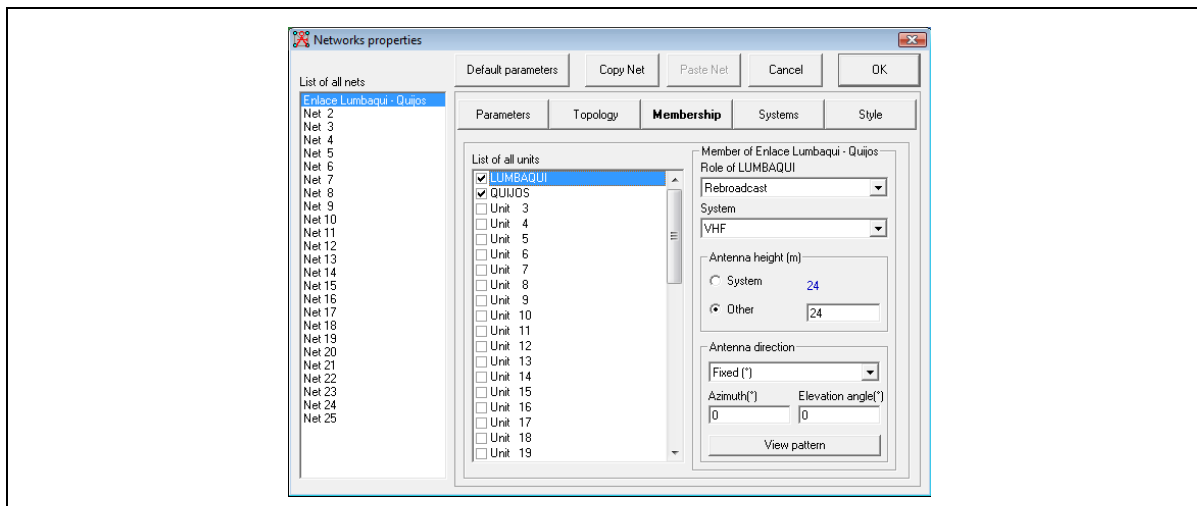 Networks properties
Default parameters
Copy Net
Paste Net
Cancel
OK
List of all nets
Enlace Lumbaqui - Quijos
Net 2
Net 3
Net 4
Net 5
Net 6
Net 7
Net 8
Net 9
Net 10
Net 11
Net 12
Net 13
Net 14
Net 15
Net 16
Net 17
Net 18
Net 19
Net 20
Net 21
Net 22
Net 23
Net 24
Net 25
Parameters
Topology
Membership
Systems
Style
List of all units
LUMBAQUI
QUIJOS
Unit 3
Unit 4
Unit 5
Unit 6
Unit 7
Unit 8
Unit 9
Unit 10
Unit 11
Unit 12
Unit 13
Unit 14
Unit 15
Unit 16
Unit 17
Unit 18
Unit 19
Member of Enlace Lumbaqui - Quijos
Role of LUMBAQUI
Rebroadcast
System
VHF
Antenna height (m)
System 24
Other 24
Antenna direction
Fixed (°)
Azimuth(°) Elevation angle(°)
0 0
View pattern